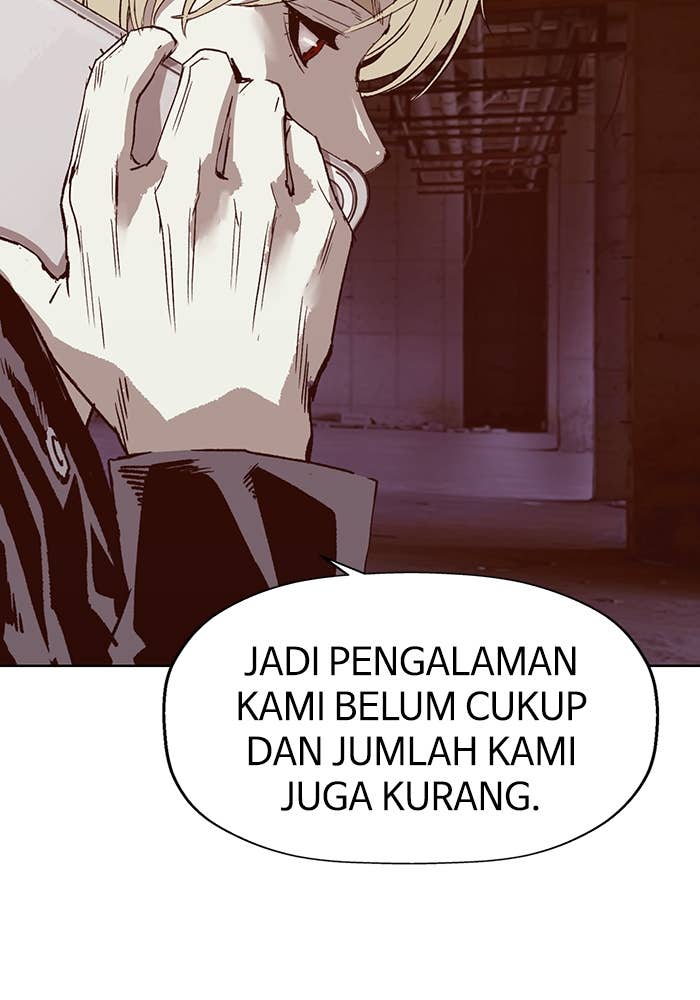 JADI PENGALAMAN
KAMI BELUM CUKUP
DAN JUMLAH KAMI
JUGA KURANG.